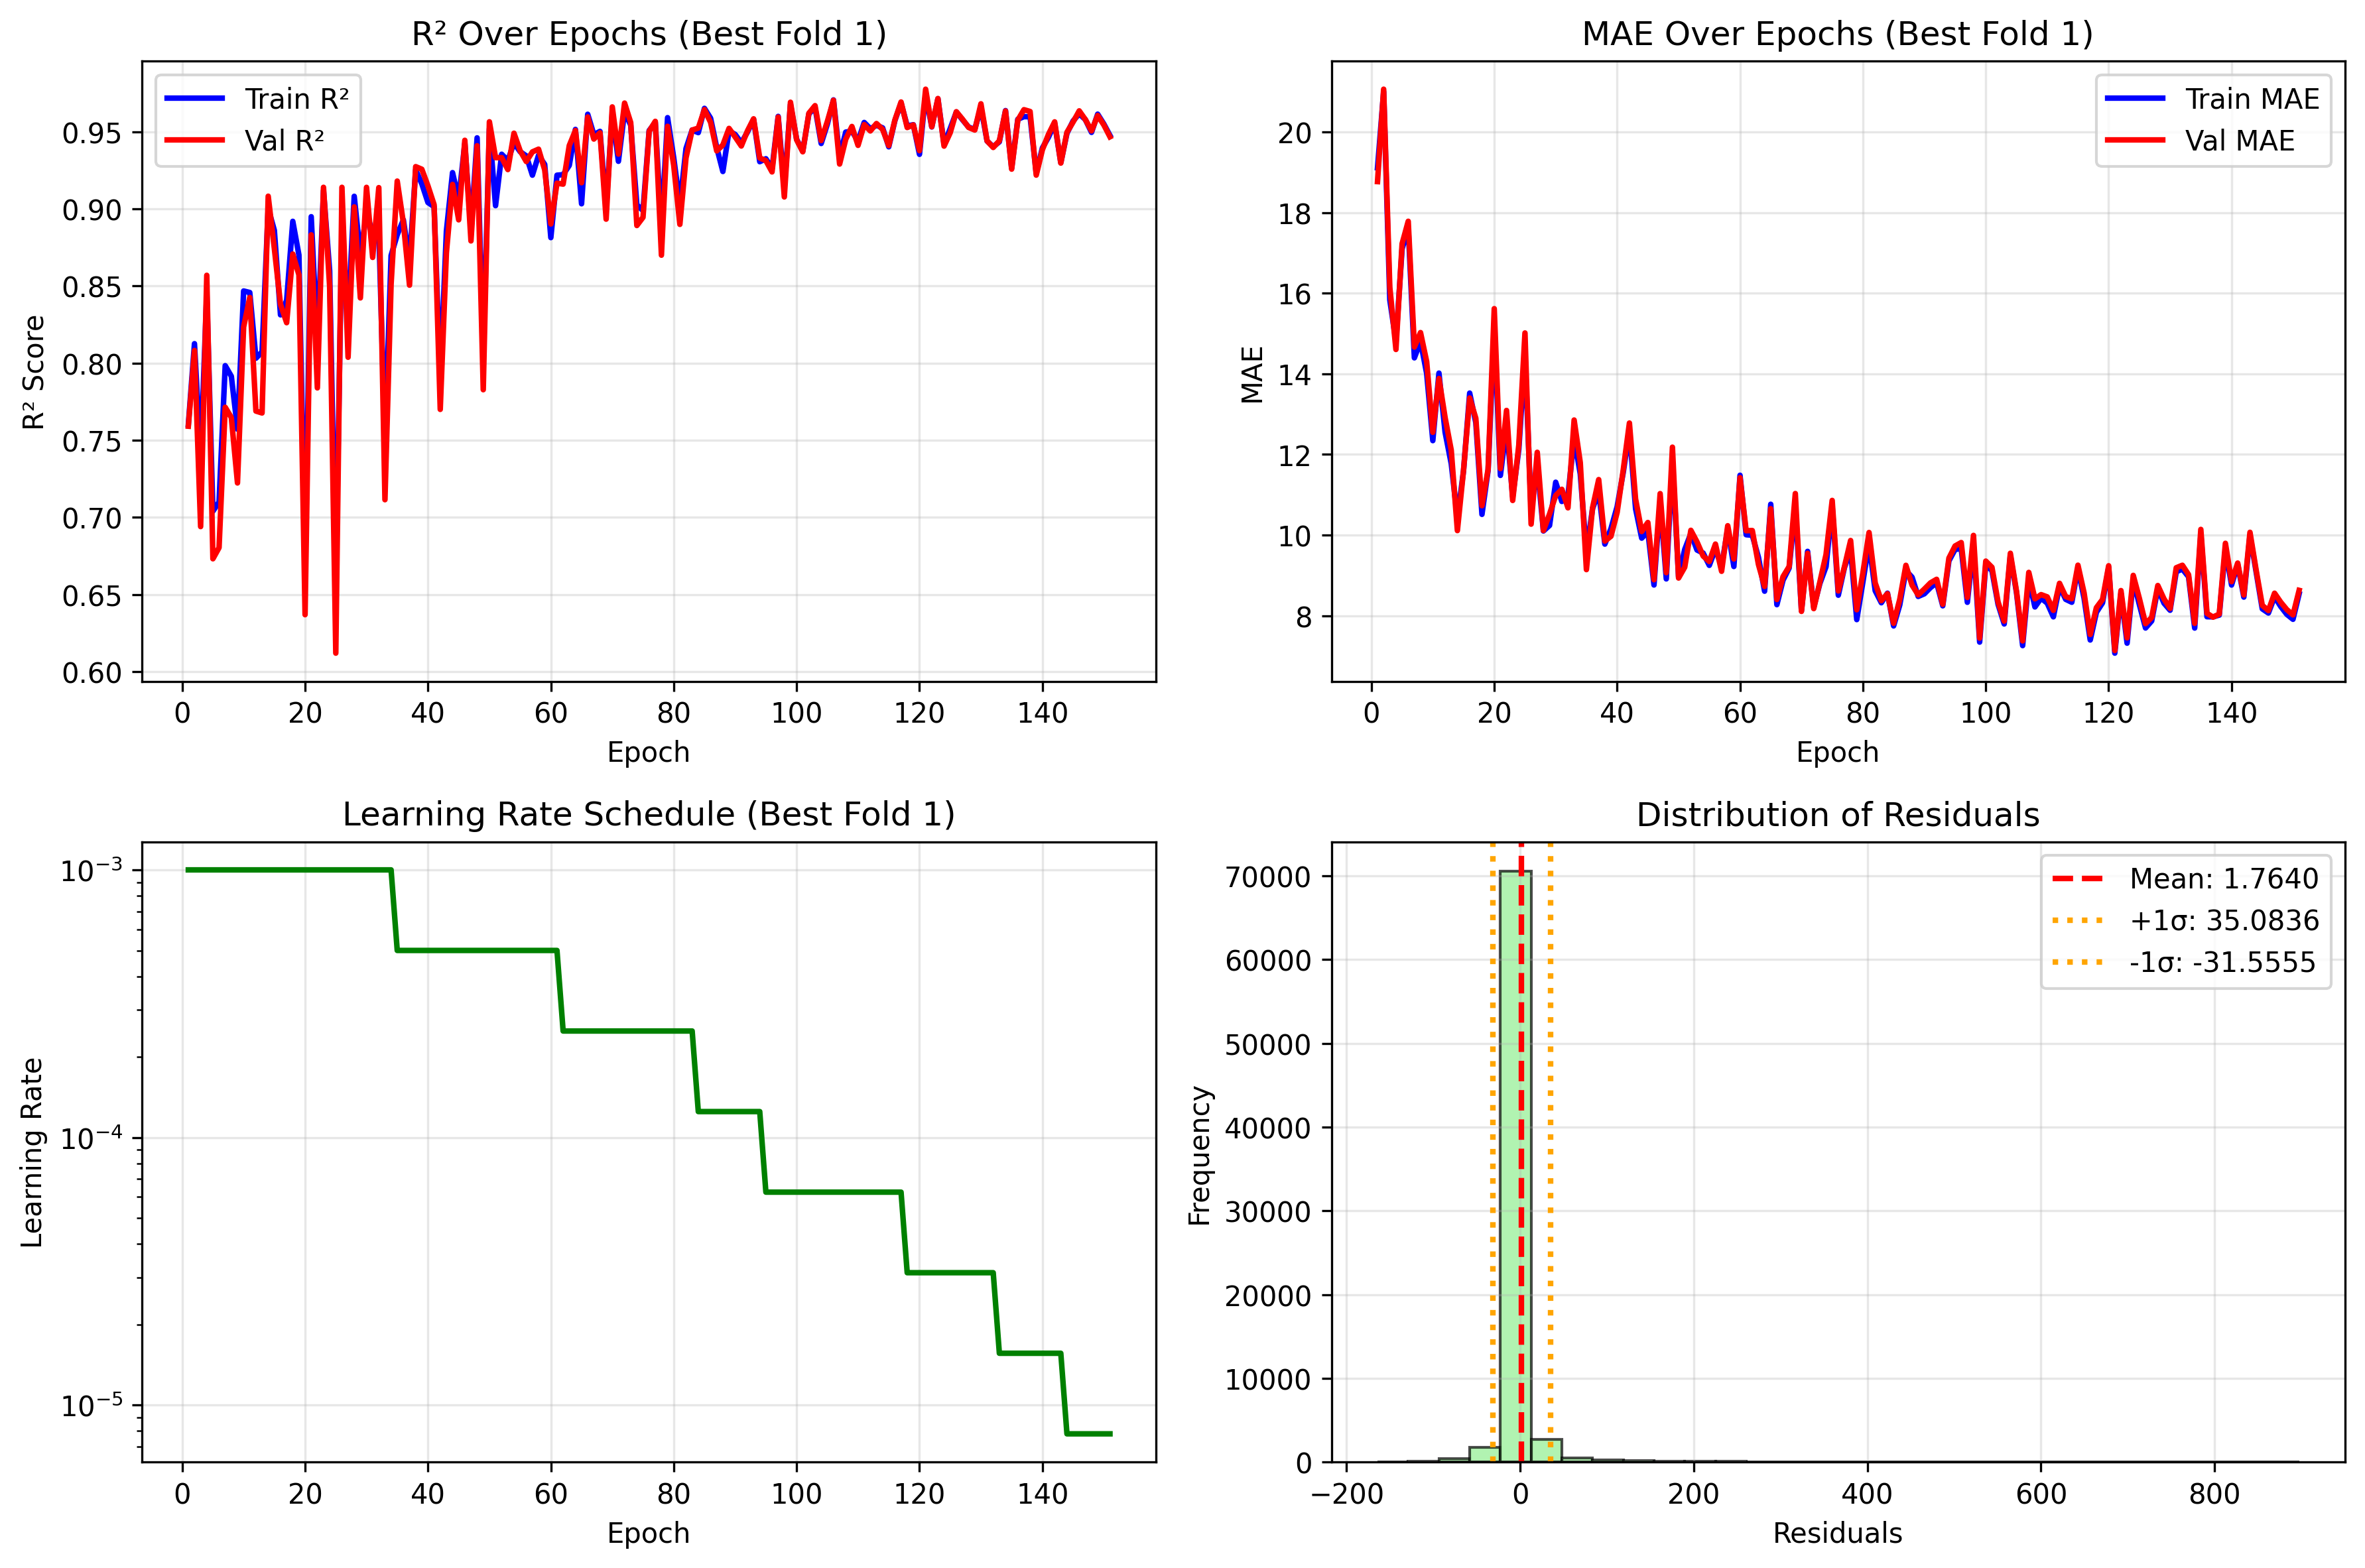 R² Over Epochs (Best Fold 1)
Train R²
Val R²
R² Score
0.95
0.90
0.85
0.80
0.75
0.70
0.65
0.60
0 20 40 60 80 100 120 140
Epoch
MAE Over Epochs (Best Fold 1)
Train MAE
Val MAE
MAE
20
18
16
14
12
10
8
0 20 40 60 80 100 120 140
Epoch
Learning Rate Schedule (Best Fold 1)
Learning Rate
10⁻³
10⁻⁴
10⁻⁵
0 20 40 60 80 100 120 140
Epoch
Distribution of Residuals
Mean: 1.7640
+1σ: 35.0836
-1σ: -31.5555
Frequency
70000
60000
50000
40000
30000
20000
10000
0
−200 0 200 400 600 800
Residuals